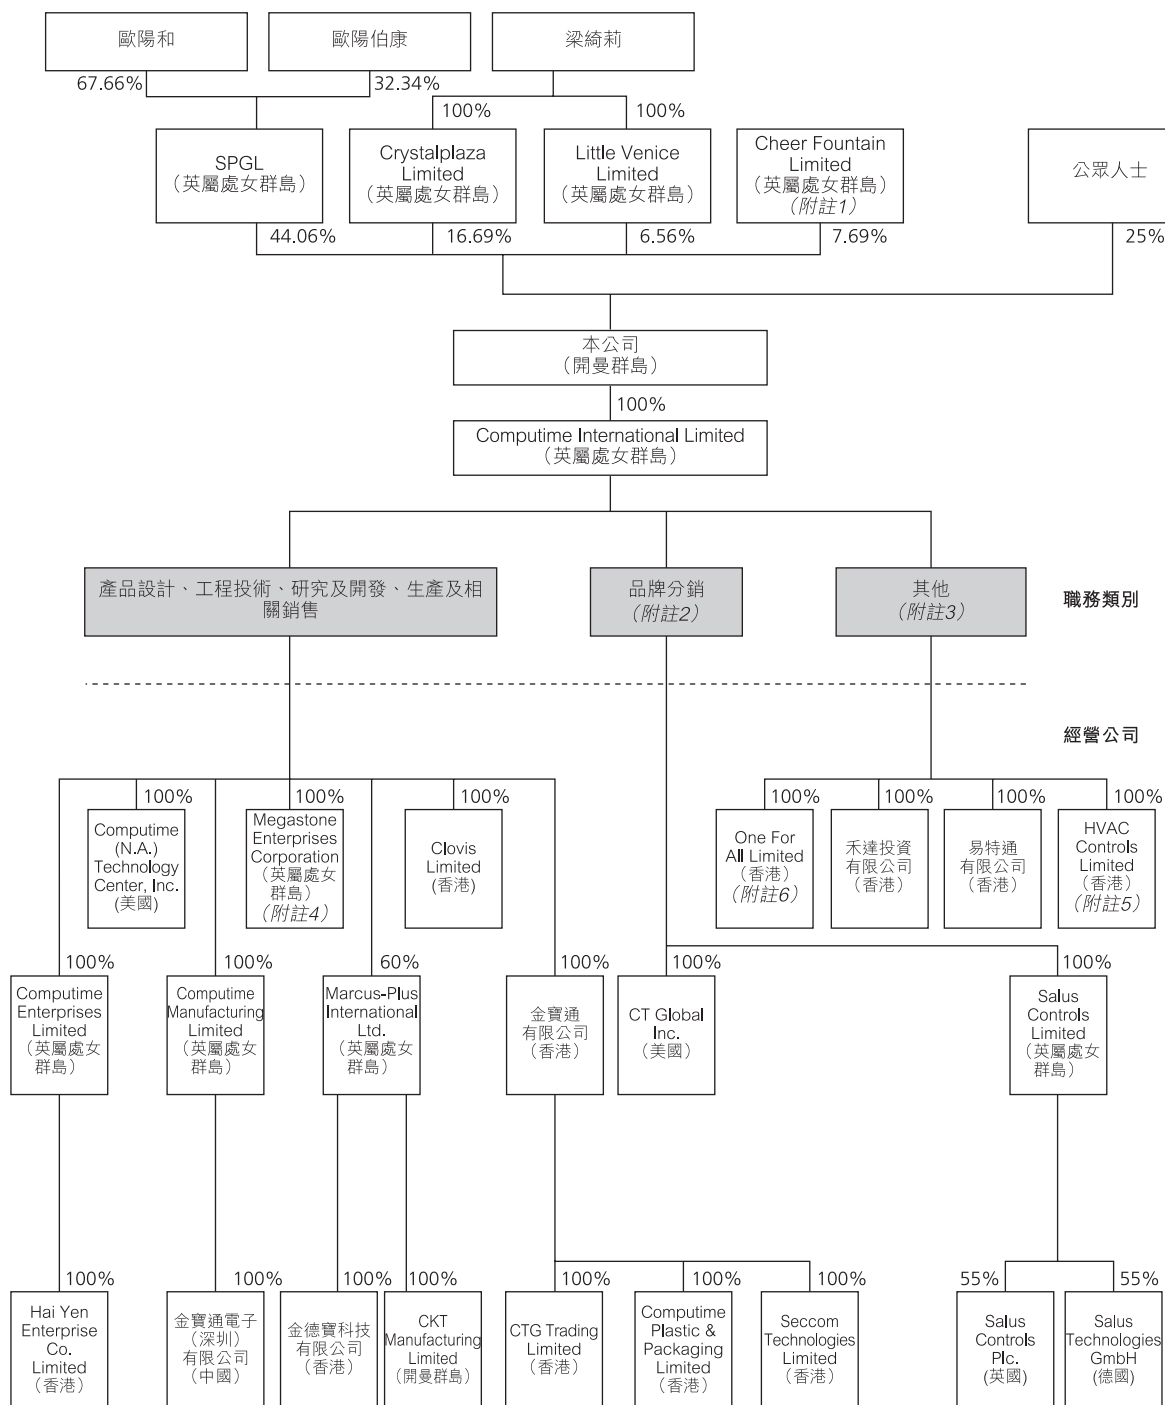 歐陽和
歐陽伯康
梁綺莉
67.66%
32.34%
100%
100%
SPGL
（英屬處女群島）
Crystalplaza
Limited
（英屬處女群島）
Little Venice
Limited
（英屬處女群島）
Cheer Fountain
Limited
（英屬處女群島）
（附註1）
公眾人士
44.06%
16.69%
6.56%
7.69%
25%
本公司
（開曼群島）
100%
Computime International Limited
（英屬處女群島）
產品設計、工程技術、研究及開發、生產及相
關銷售
品牌分銷
（附註2）
其他
（附註3）
職務類別
經營公司
100%
Computime
(N.A.)
Technology
Center, Inc.
(美國)
100%
Megastone
Enterprises
Corporation
（英屬處女
群島）
（附註4）
100%
Clovis
Limited
(香港)
100%
One For
All Limited
（香港）
（附註6）
100%
禾達投資
有限公司
（香港）
100%
易特通
有限公司
（香港）
100%
HVAC
Controls
Limited
（香港）
（附註5）
100%
Computime
Enterprises
Limited
（英屬處女
群島）
100%
Computime
Manufacturing
Limited
（英屬處女
群島）
60%
Marcus-Plus
International
Ltd.
（英屬處女
群島）
100%
金寶通
有限公司
（香港）
100%
CT Global
Inc.
(美國)
100%
Salus
Controls
Limited
（英屬處女
群島）
100%
Hai Yen
Enterprise
Co.
Limited
（香港）
100%
金寶通電子
（深圳）
有限公司
（中國）
100%
金德寶科技
有限公司
（香港）
100%
CKT
Manufacturing
Limited
（開曼群島）
100%
CTG Trading
Limited
（香港）
100%
Computime
Plastic &
Packaging
Limited
（香港）
100%
Seccom
Technologies
Limited
（香港）
55%
Salus
Controls
Plc.
(英國)
55%
Salus
Technologies
GmbH
(德國)